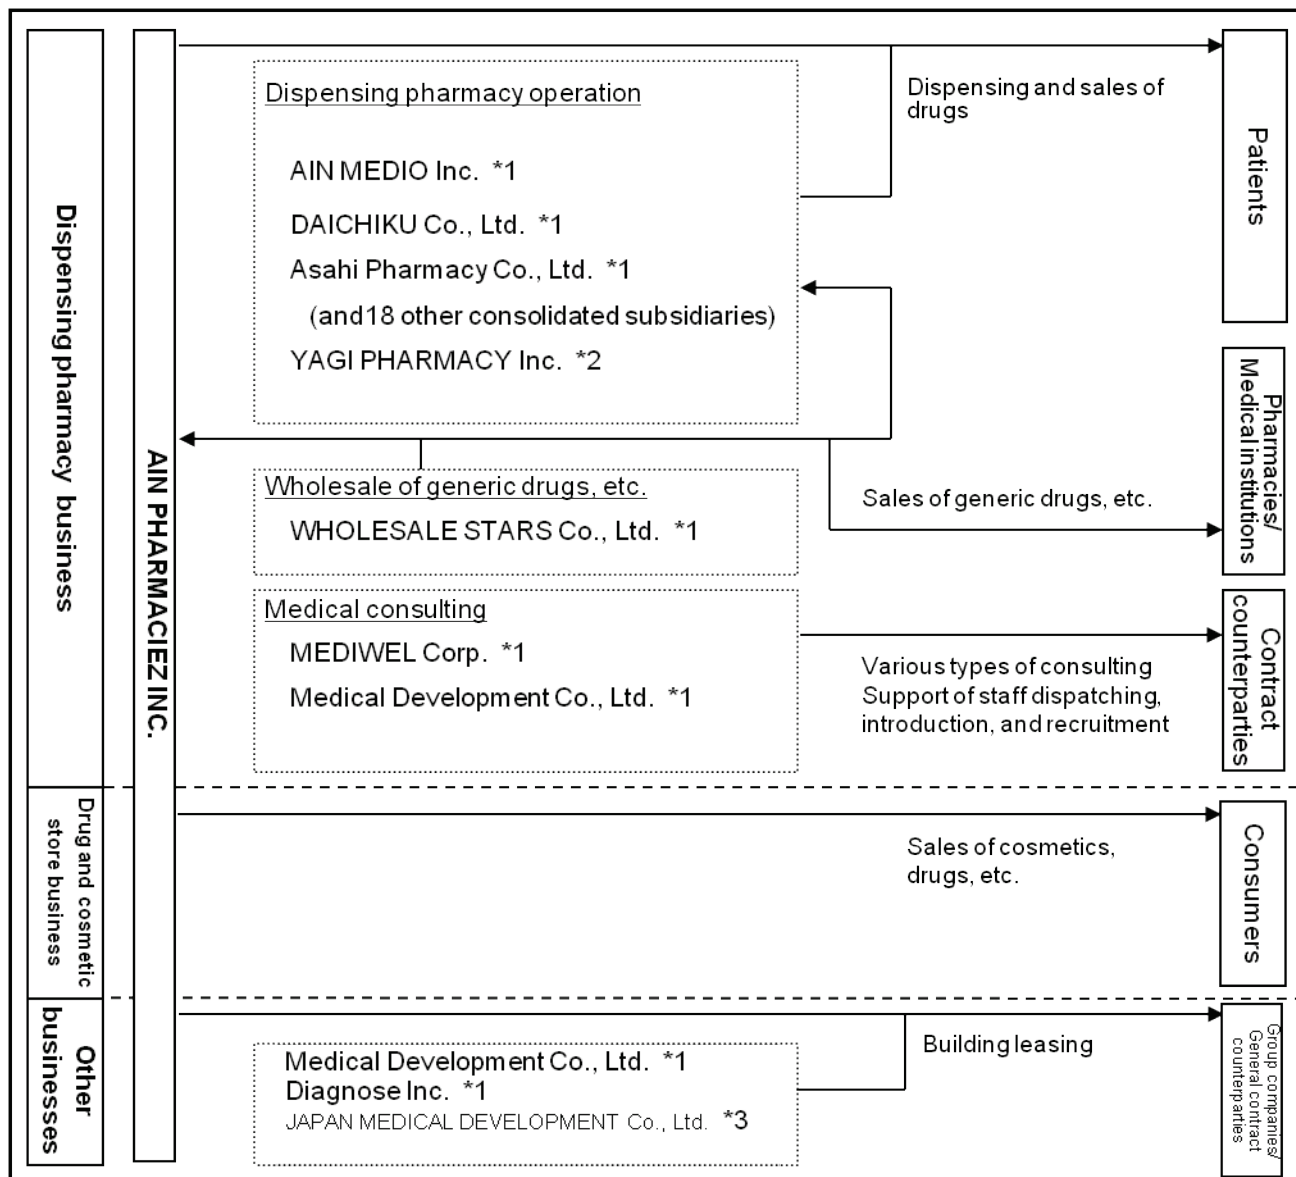 Dispensing pharmacy business
AIN PHARMACIEZ INC.
Dispensing pharmacy operation
AIN MEDIO Inc. *1
DAICHIKU Co., Ltd. *1
Asahi Pharmacy Co., Ltd. *1
(and18 other consolidated subsidiaries)
YAGI PHARMACY Inc. *2
Dispensing and sales of
drugs
Patients
Wholesale of generic drugs, etc.
WHOLESALE STARS Co., Ltd. *1
Sales of generic drugs, etc.
Pharmacies/
Medical institutions
Medical consulting
MEDIWEL Corp. *1
Medical Development Co., Ltd. *1
Various types of consulting
Support of staff dispatching,
introduction, and recruitment
Contract
counterparties
Drug and cosmetic
store business
Sales of cosmetics,
drugs, etc.
Consumers
Other
businesses
Medical Development Co., Ltd. *1
Diagnose Inc. *1
JAPAN MEDICAL DEVELOPMENT Co., Ltd. *3
Building leasing
Group companies/
General contract
counterparties